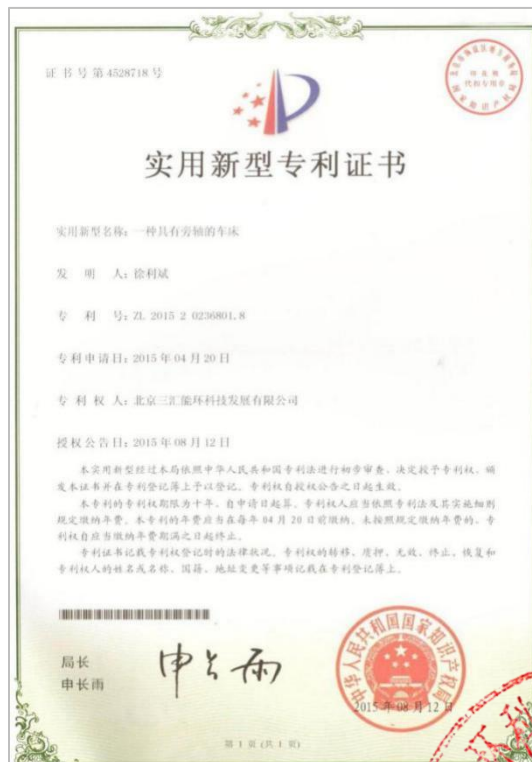 证书号第4528718号
实用新型专利证书
实用新型名称：一种具有旁轴的车床
发 明 人：徐利斌
专 利 号：ZL 2015 2 0236801.8
专利申请日：2015年04月20日
专 利 权 人：北京三汇能环科技发展有限公司
授权公告日：2015年08月12日
本实用新型经过本局依照中华人民共和国专利法进行初步审查，决定授予专利权，颁
发本证书并在专利登记簿上予以登记。专利权自授权公告之日起生效。
本专利的专利权期限为十年，自申请日起算。专利权人应当依照专利法及其实施细则
规定缴纳年费。本专利的年费应当在每年04月20日前缴纳。未按照规定缴纳年费的，专
利权自应当缴纳年费期满之日起终止。
专利证书记载专利权登记时的法律状况。专利权的转移、质押、无效、终止、恢复和
专利权人的姓名或名称、国籍、地址变更等事项记载在专利登记簿上。
局长
申长雨
申长雨
中华人民共和国国家知识产权局
2015年08月12日
第 1 页（共 1 页）